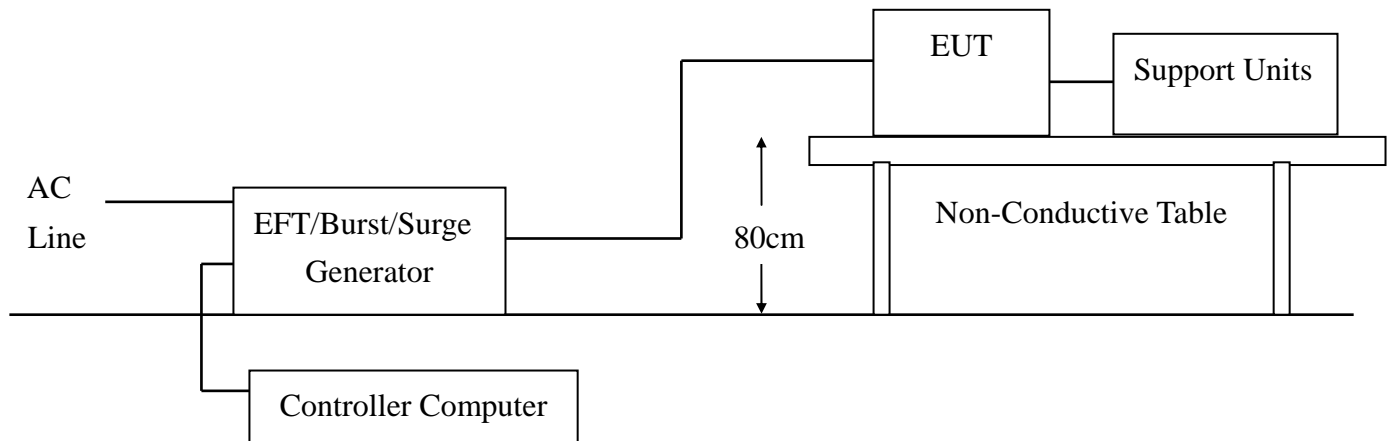 EUT
Support Units
AC
Line
EFT/Burst/Surge
Generator
80cm
Non-Conductive Table
Controller Computer